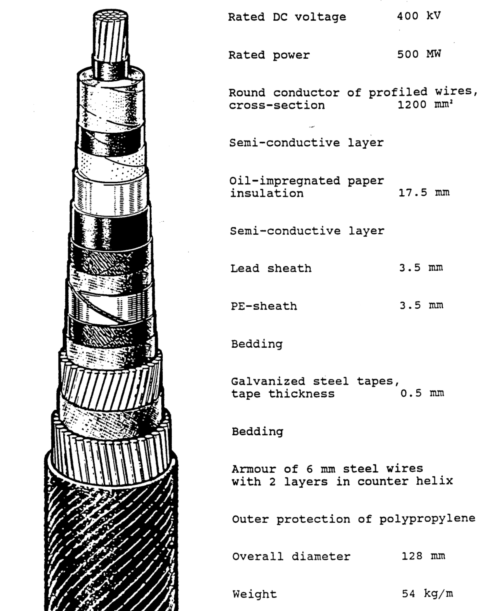 Rated DC voltage 400 kV
Rated power 500 MW
Round conductor of profiled wires,
cross-section 1200 mm²
Semi-conductive layer
Oil-impregnated paper
insulation 17.5 mm
Semi-conductive layer
Lead sheath 3.5 mm
PE-sheath 3.5 mm
Bedding
Galvanized steel tapes,
tape thickness 0.5 mm
Bedding
Armour of 6 mm steel wires
with 2 layers in counter helix
Outer protection of polypropylene
Overall diameter 128 mm
Weight 54 kg/m